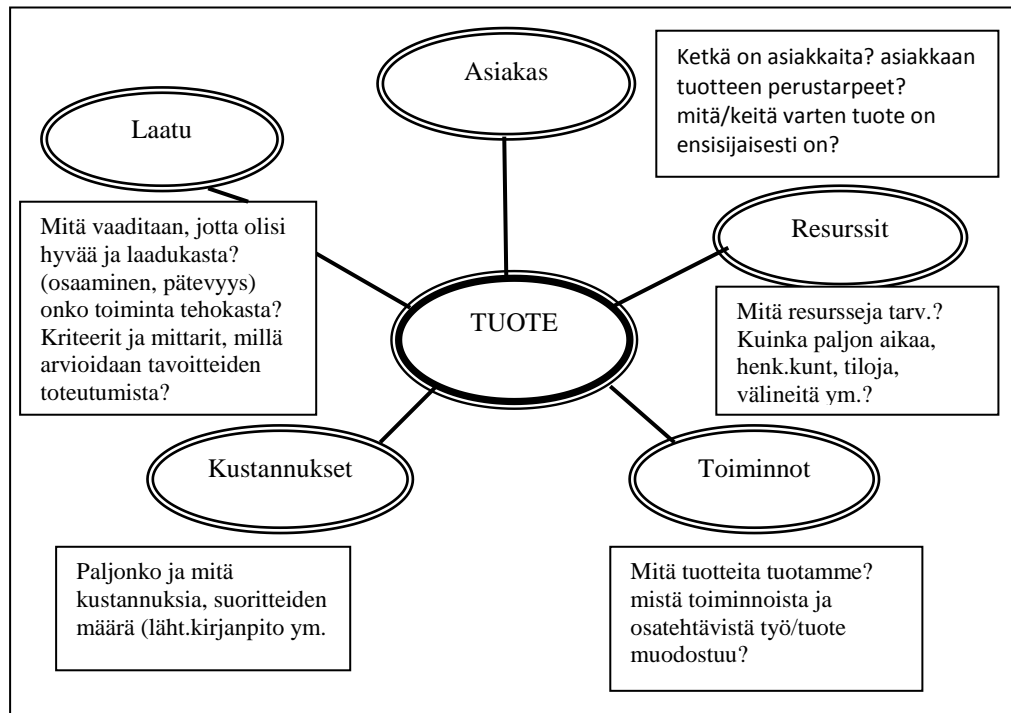 Asiakas
Ketkä on asiakkaita? asiakkaan
tuotteen perustarpeet?
mitä/keitä varten tuote on
ensisijaisesti on?
Laatu
Mitä vaaditaan, jotta olisi
hyvää ja laadukasta?
(osaaminen, pätevyys)
onko toiminta tehokasta?
Kriteerit ja mittarit, millä
arvioidaan tavoitteiden
toteutumista?
Resurssit
Mitä resursseja tarv.?
Kuinka paljon aikaa,
henk.kunt, tiloja,
välineitä ym.?
TUOTE
Kustannukset
Paljonko ja mitä
kustannuksia, suoritteiden
määrä (läht.kirjanpito ym.
Toiminnot
Mitä tuotteita tuotamme?
mistä toiminnoista ja
osatehtävistä työ/tuote
muodostuu?